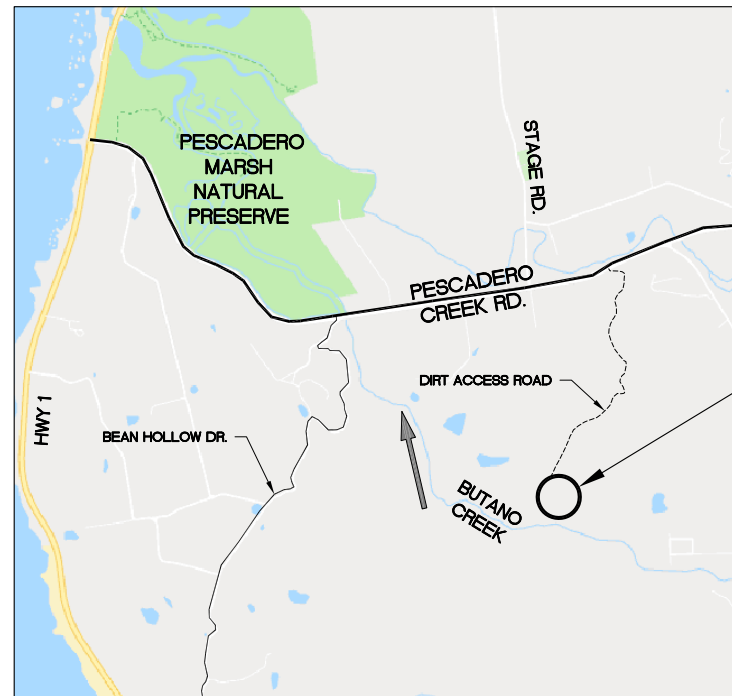 PESCADERO
MARSH
NATURAL
PRESERVE
STAGE RD.
PESCADERO
CREEK RD.
DIRT ACCESS ROAD
HWY 1
BEAN HOLLOW DR.
BUTANO
CREEK